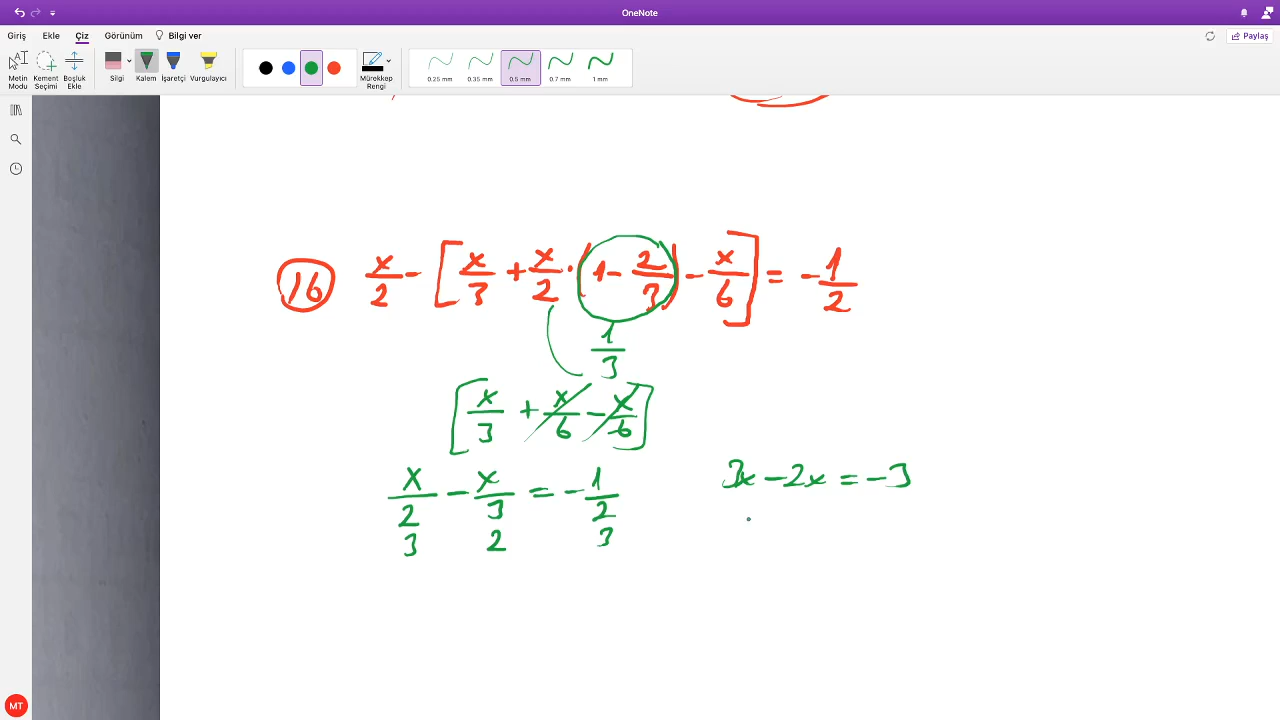 OneNote
Giriş Ekle Çiz Görünüm Bilgi ver Paylaş
Metin Modu Kement Seçimi Boşluk Ekle Silgi Kalem İşaretçi Vurgulayıcı Mürekkep Rengi 0.25 mm 0.35 mm 0.5 mm 0.7 mm 1 mm
16 x/2 - [x/3 + x/2 · (1 - 2/3) - x/6] = -1/2
1/3
[x/3 + x/6 - x/6]
x/2 - x/3 = -1/2 3x - 2x = -3
3 2 3
MT